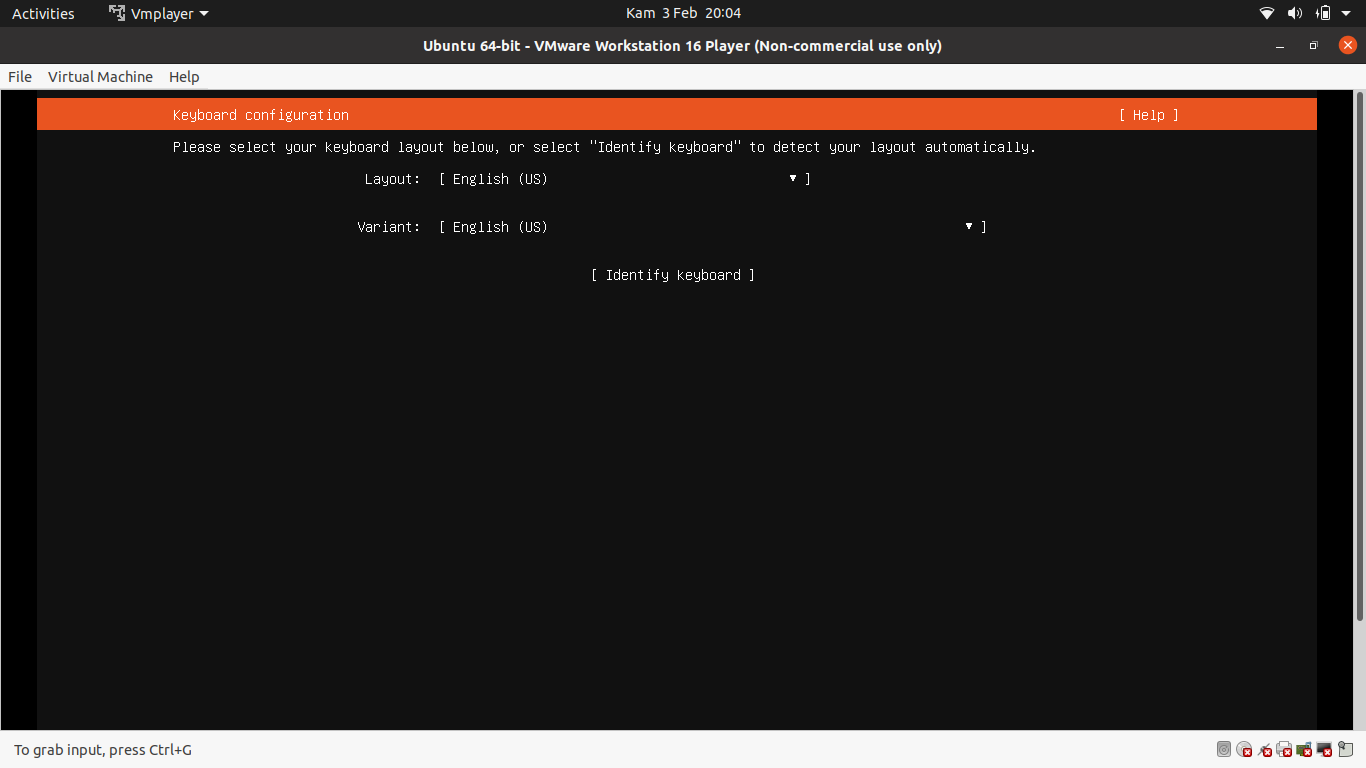 Activities Vmplayer Kam 3 Feb 20:04
Ubuntu 64-bit - VMware Workstation 16 Player (Non-commercial use only)
File Virtual Machine Help
Keyboard configuration [ Help ]
Please select your keyboard layout below, or select "Identify keyboard" to detect your layout automatically.
Layout: [ English (US) ▾ ]
Variant: [ English (US) ▾ ]
[ Identify keyboard ]
To grab input, press Ctrl+G